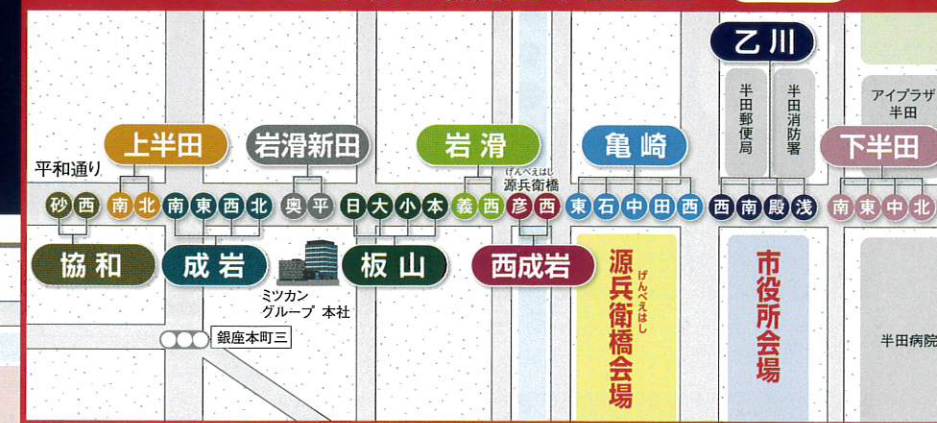 乙川
半田郵便局
半田消防署
アイプラザ
半田
上半田
岩滑新田
岩滑
亀崎
下半田
平和通り
げんべえはし
源兵衛橋
砂 西 南 北 南 東 西 北 奥 平 日 大 小 本 義 西 彦 西 東 石 中 田 西 西 南 殿 浅 南 東 中 北
協和
成岩
板山
西成岩
ミツカン
グループ 本社
源兵衛橋会場
げんべえはし
市役所会場
銀座本町三
半田病院